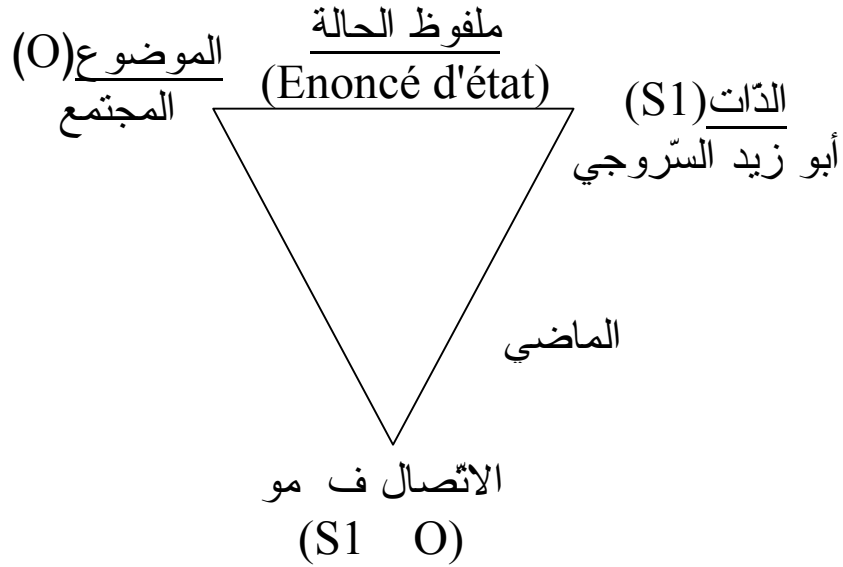 ملفوظ الحالة
(Enoncé d'état)
الذّات(S1)
أبو زيد السّروجي
الموضوع(O)
المجتمع
الماضي
الاتّصال ف مو
(S1 O)